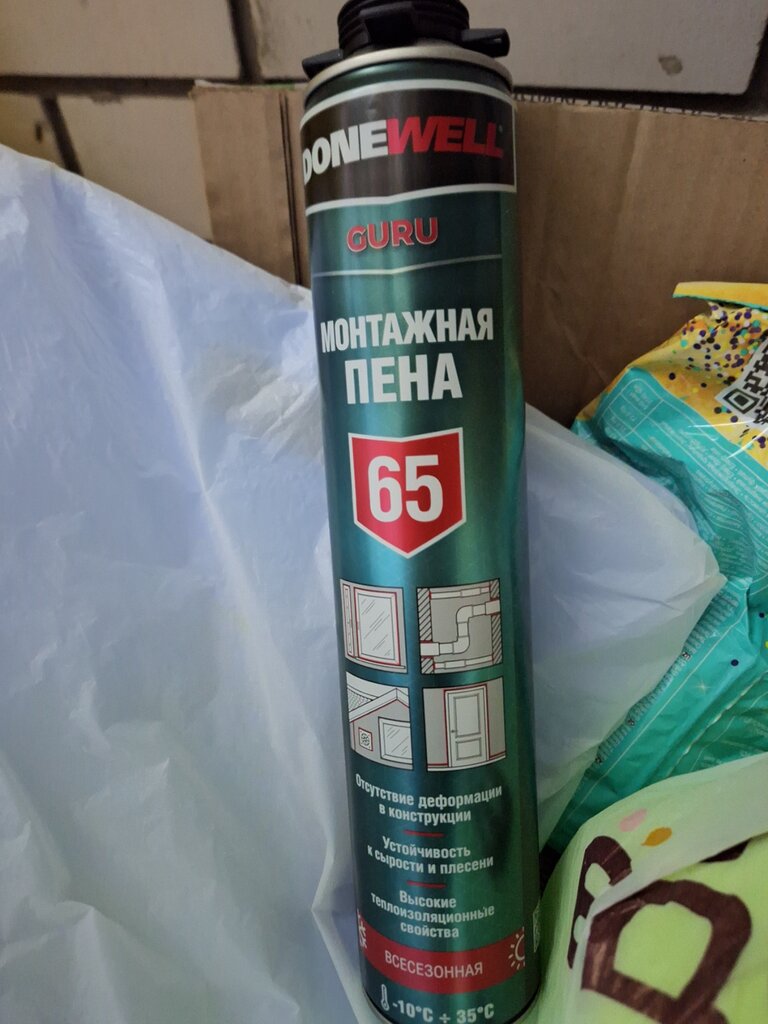 DONEWELL
GURU
МОНТАЖНАЯ
ПЕНА
65
Отсутствие деформации
в конструкции
Устойчивость
к сырости и плесени
Высокие
теплоизоляционные
свойства
ВСЕСЕЗОННАЯ
-10°C ÷ 35°C